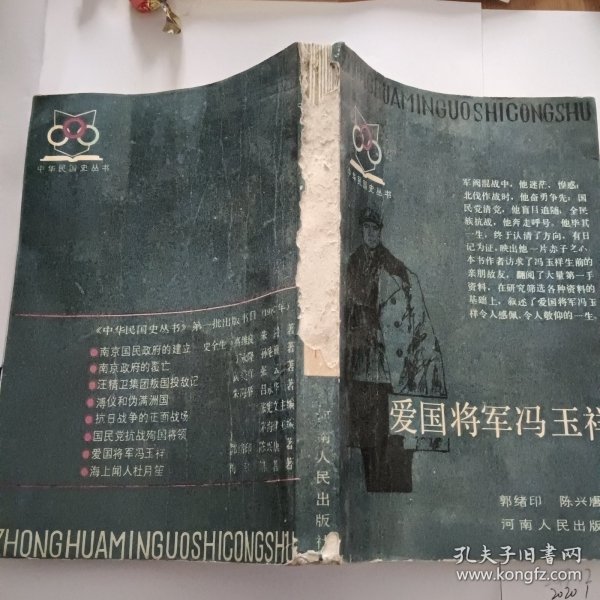 中华民国史丛书
《中华民国史丛书》第一批出版书目
南京国民政府的建立
南京政府的覆亡
汪精卫集团叛国投敌记
溥仪和伪满洲国
抗日战争的正面战场
国民党抗战殉国将领
爱国将军冯玉祥
海上闻人杜月笙
ZHONGHUAMINGUOSHICONGSHU
河南人民出版社
HUAMINGUOSHICONGSHU
中华民国史丛书
军阀混战中，他迷茫、惶惑；
北伐作战时，他奋勇争先；国
民党清党，他盲目追随，全民
族抗战，他奔走呼号。他毕其
一生，终于认清了方向，有日
记为证，映出他一片赤子之心。
本书作者访求了冯玉祥生前的
亲朋故友，翻阅了大量第一手
资料，在研究筛选各种资料的
基础上，叙述了爱国将军冯玉
祥令人感佩、令人敬仰的一生。
爱国将军冯玉祥
郭绪印 陈兴唐
河南人民出版
孔夫子旧书网
www.kongfz.com
2020